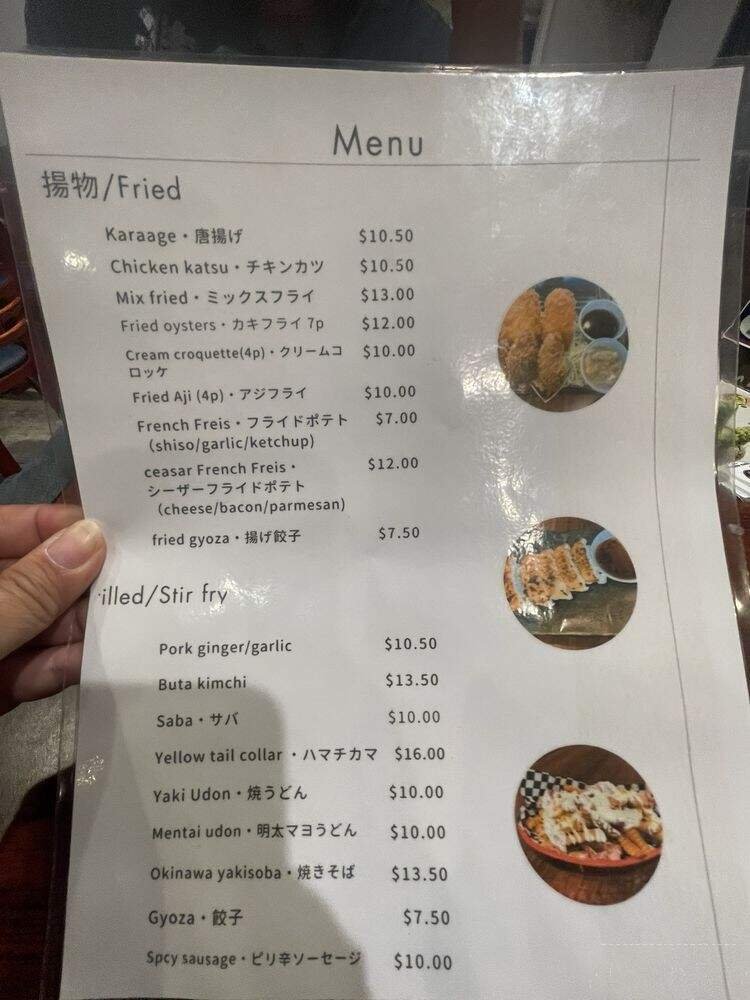 Menu
揚物/Fried
Karaage・唐揚げ $10.50
Chicken katsu・チキンカツ $10.50
Mix fried・ミックスフライ $13.00
Fried oysters・カキフライ 7p $12.00
Cream croquette(4p)・クリームコ $10.00
ロッケ
Fried Aji (4p)・アジフライ $10.00
French Freis・フライドポテト $7.00
(shiso/garlic/ketchup)
ceasar French Freis・ $12.00
シーザーフライドポテト
(cheese/bacon/parmesan)
fried gyoza・揚げ餃子 $7.50
illed/Stir fry
Pork ginger/garlic $10.50
Buta kimchi $13.50
Saba・サバ $10.00
Yellow tail collar ・ハマチカマ $16.00
Yaki Udon・焼うどん $10.00
Mentai udon・明太マヨうどん $10.00
Okinawa yakisoba・焼きそば $13.50
Gyoza・餃子 $7.50
Spcy sausage・ピリ辛ソーセージ $10.00